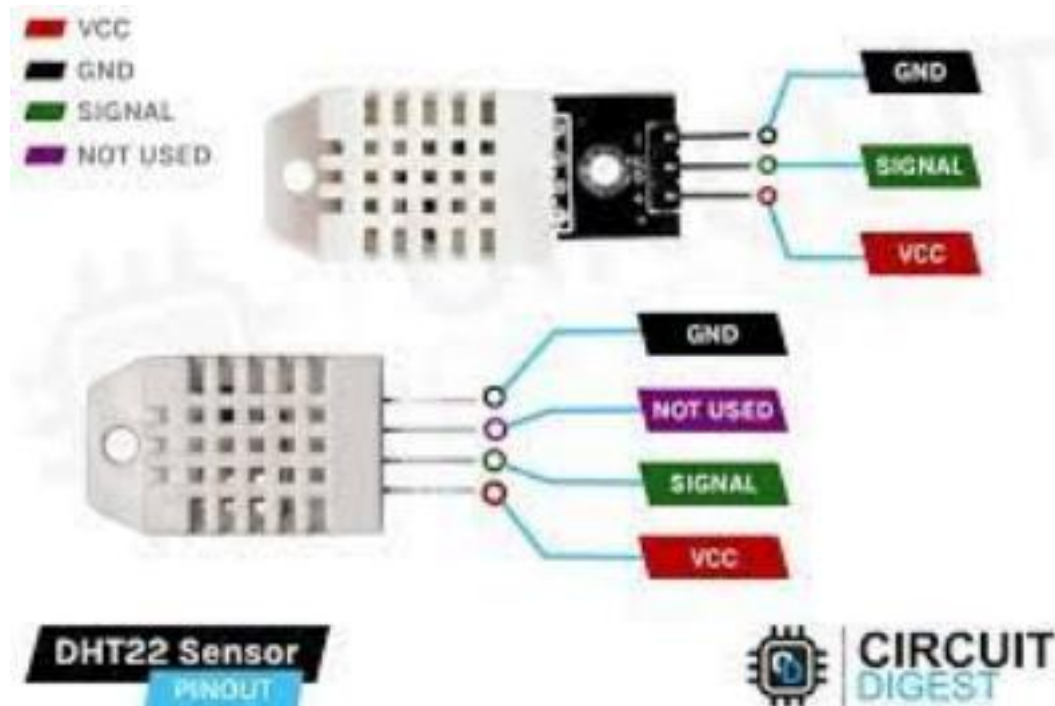 VCC
GND
SIGNAL
NOT USED
GND
SIGNAL
VCC
GND
NOT USED
SIGNAL
VCC
DHT22 Sensor
PINOUT
CIRCUIT
DIGEST